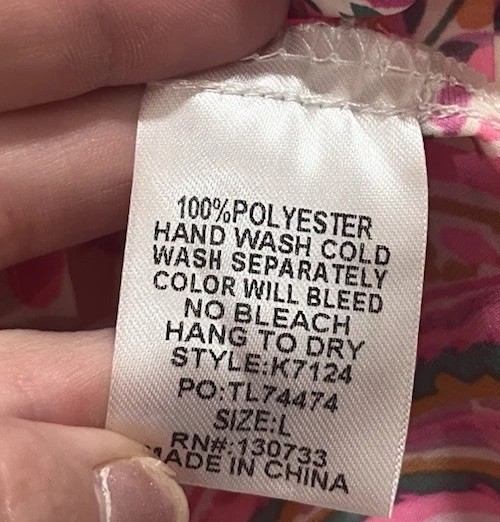 100%POLYESTER
HAND WASH COLD
WASH SEPARATELY
COLOR WILL BLEED
NO BLEACH
HANG TO DRY
STYLE:K7124
PO:TL74474
SIZE:L
RN#:130733
MADE IN CHINA